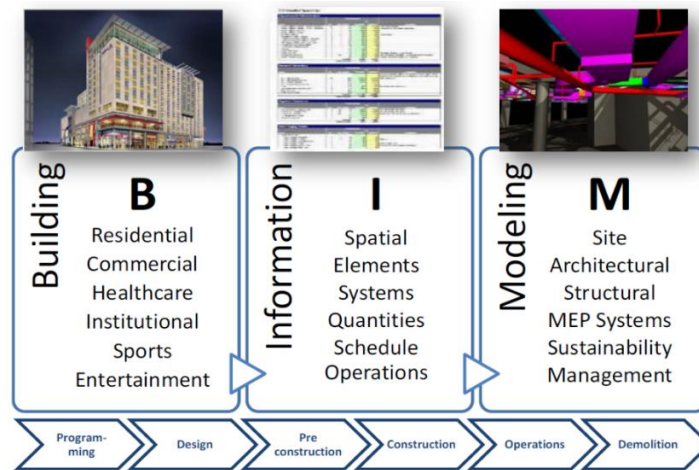 Building
B
Residential
Commercial
Healthcare
Institutional
Sports
Entertainment
Information
I
Spatial
Elements
Systems
Quantities
Schedule
Operations
Modeling
M
Site
Architectural
Structural
MEP Systems
Sustainability
Management
Program-
ming
Design
Pre
construction
Construction
Operations
Demolition